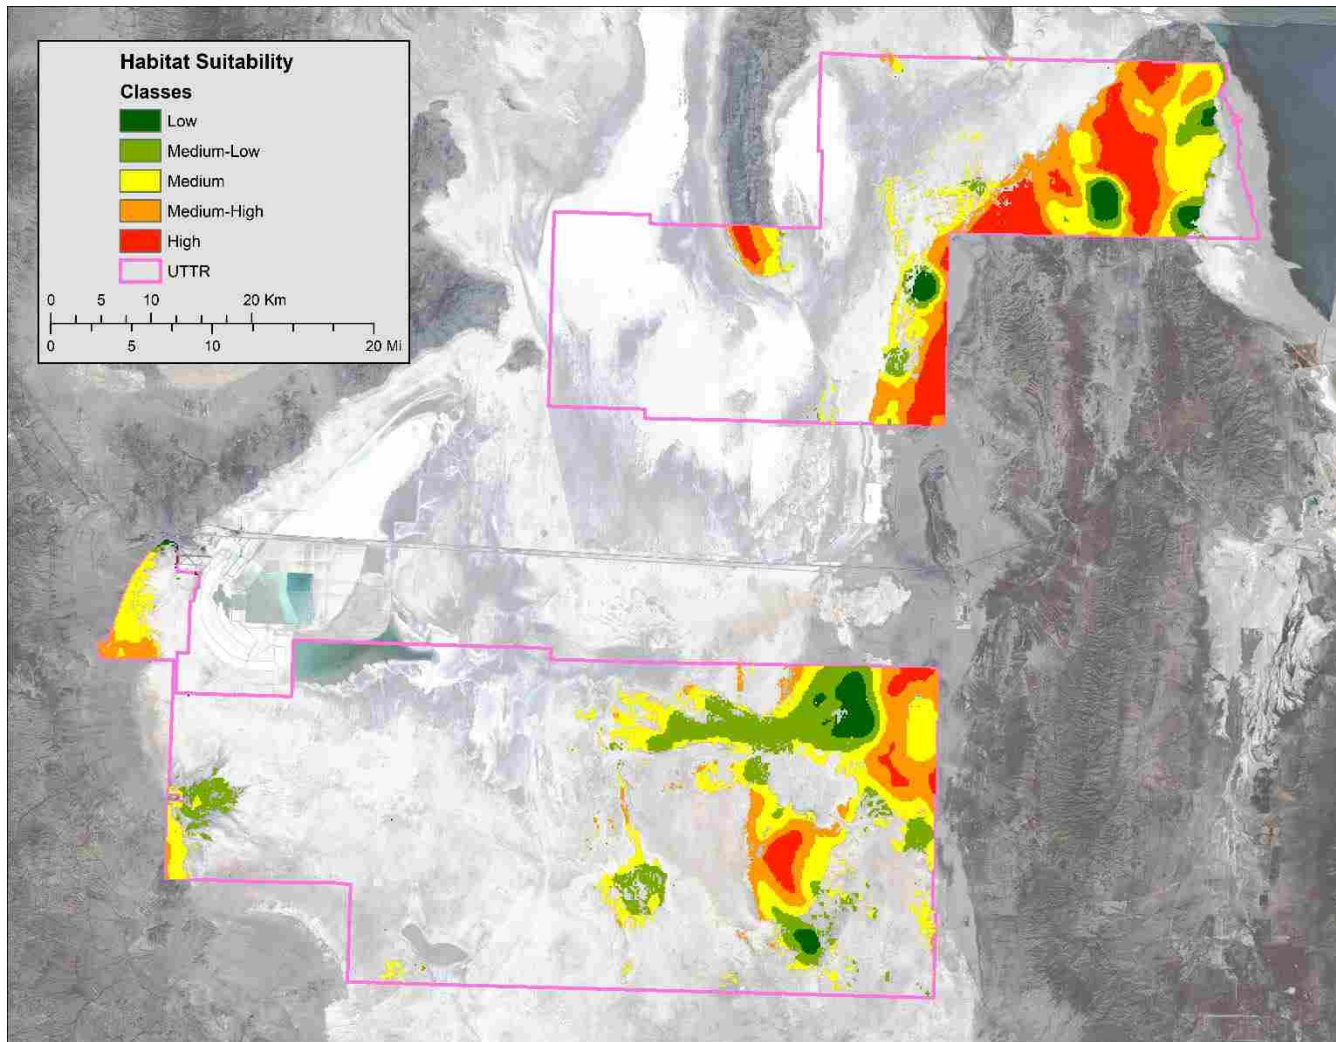 Habitat Suitability
Classes
Low
Medium-Low
Medium
Medium-High
High
UTTR
0 5 10 20 Km
0 5 10 20 Mi